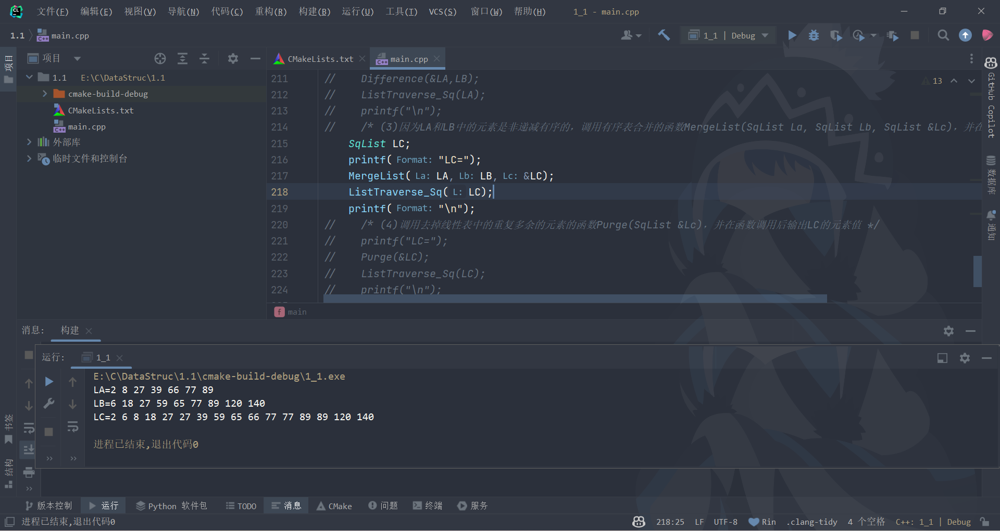 文件(F) 编辑(E) 视图(V) 导航(N) 代码(C) 重构(R) 构建(B) 运行(U) 工具(T) VCS(S) 窗口(W) 帮助(H) 1_1 - main.cpp
1.1 main.cpp 1_1 | Debug
项目
项目
CMakeLists.txt main.cpp
1.1 E:\C\DataStruc\1.1
cmake-build-debug
CMakeLists.txt
main.cpp
外部库
临时文件和控制台
211 // Difference(&LA,LB);
13
212 // ListTraverse_Sq(LA);
213 // printf("\n");
214 // /* (3)因为LA和LB中的元素是非递减有序的，调用有序表合并的函数MergeList(SqList La, SqList Lb, SqList &Lc)，并在
215 SqList LC;
216 printf( Format: "LC=");
217 MergeList( La: LA, Lb: LB, Lc: &LC);
218 ListTraverse_Sq( L: LC);
219 printf( Format: "\n");
220 // /* (4)调用去掉线性表中的重复多余的元素的函数Purge(SqList &Lc)，并在函数调用后输出LC的元素值 */
221 // printf("LC=");
222 // Purge(&LC);
223 // ListTraverse_Sq(LC);
224 // printf("\n");
f main
GitHub Copilot
数据库
通知
消息: 构建
运行: 1_1
E:\C\DataStruc\1.1\cmake-build-debug\1_1.exe
LA=2 8 27 39 66 77 89
LB=6 18 27 59 65 77 89 120 140
LC=2 6 8 18 27 27 39 59 65 66 77 77 89 89 120 140
进程已结束,退出代码0
书签
结构
版本控制 运行 Python 软件包 TODO 消息 CMake 问题 终端 服务
进程已结束,退出代码0 218:25 LF UTF-8 Rin .clang-tidy 4 个空格 C++: 1_1 | Debug